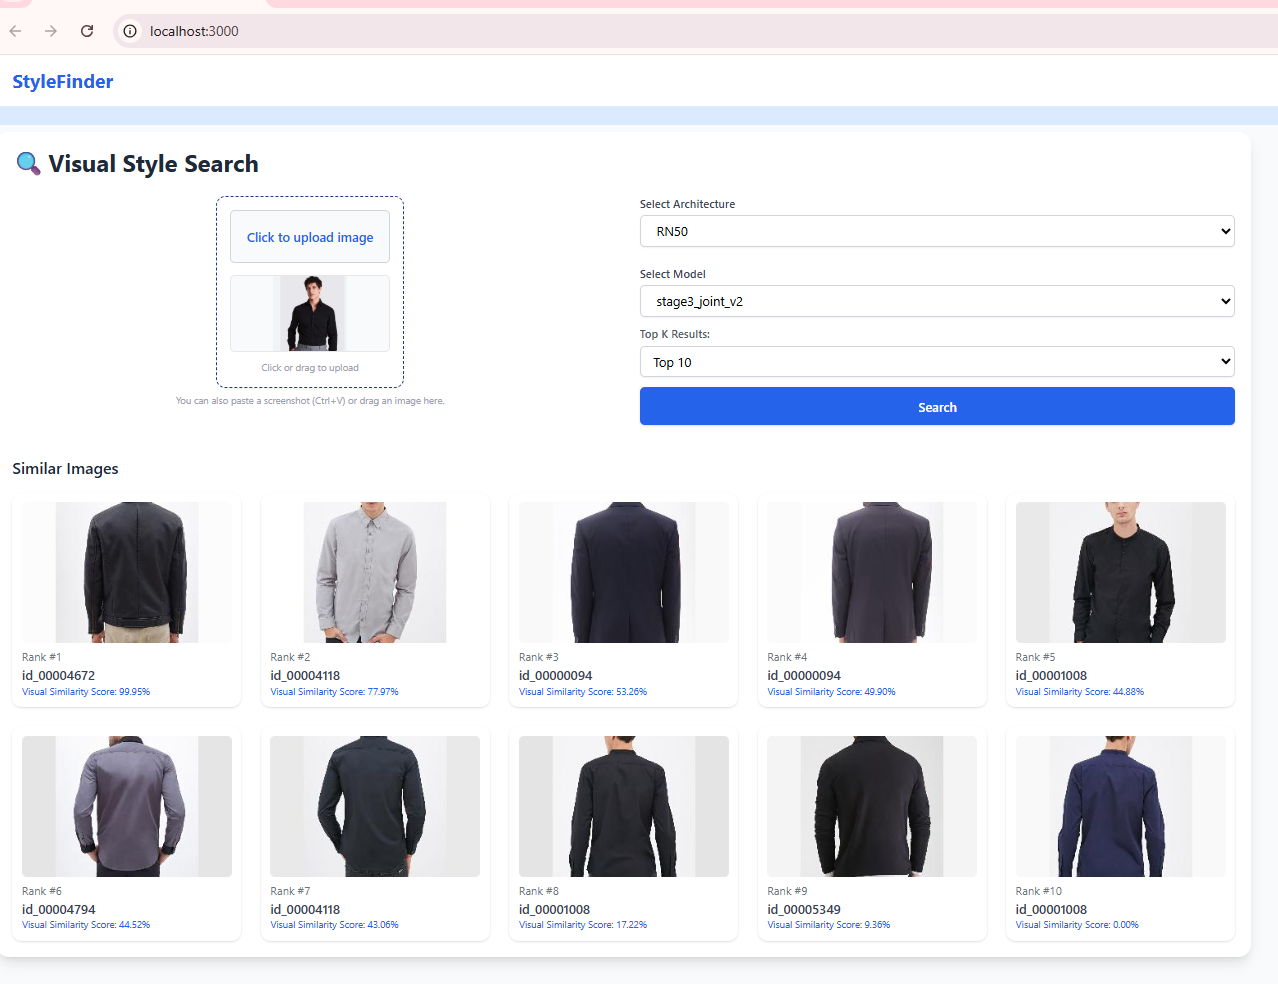 localhost:3000
StyleFinder
Visual Style Search
Click to upload image
Click or drag to upload
You can also paste a screenshot (Ctrl+V) or drag an image here.
Select Architecture
RN50
Select Model
stage3_joint_v2
Top K Results:
Top 10
Search
Similar Images
Rank #1
id_00004672
Visual Similarity Score: 99.95%
Rank #2
id_00004118
Visual Similarity Score: 77.97%
Rank #3
id_00000094
Visual Similarity Score: 53.26%
Rank #4
id_00000094
Visual Similarity Score: 49.90%
Rank #5
id_00001008
Visual Similarity Score: 44.88%
Rank #6
id_00004794
Visual Similarity Score: 44.52%
Rank #7
id_00004118
Visual Similarity Score: 43.06%
Rank #8
id_00001008
Visual Similarity Score: 17.22%
Rank #9
id_00005349
Visual Similarity Score: 9.36%
Rank #10
id_00001008
Visual Similarity Score: 0.00%